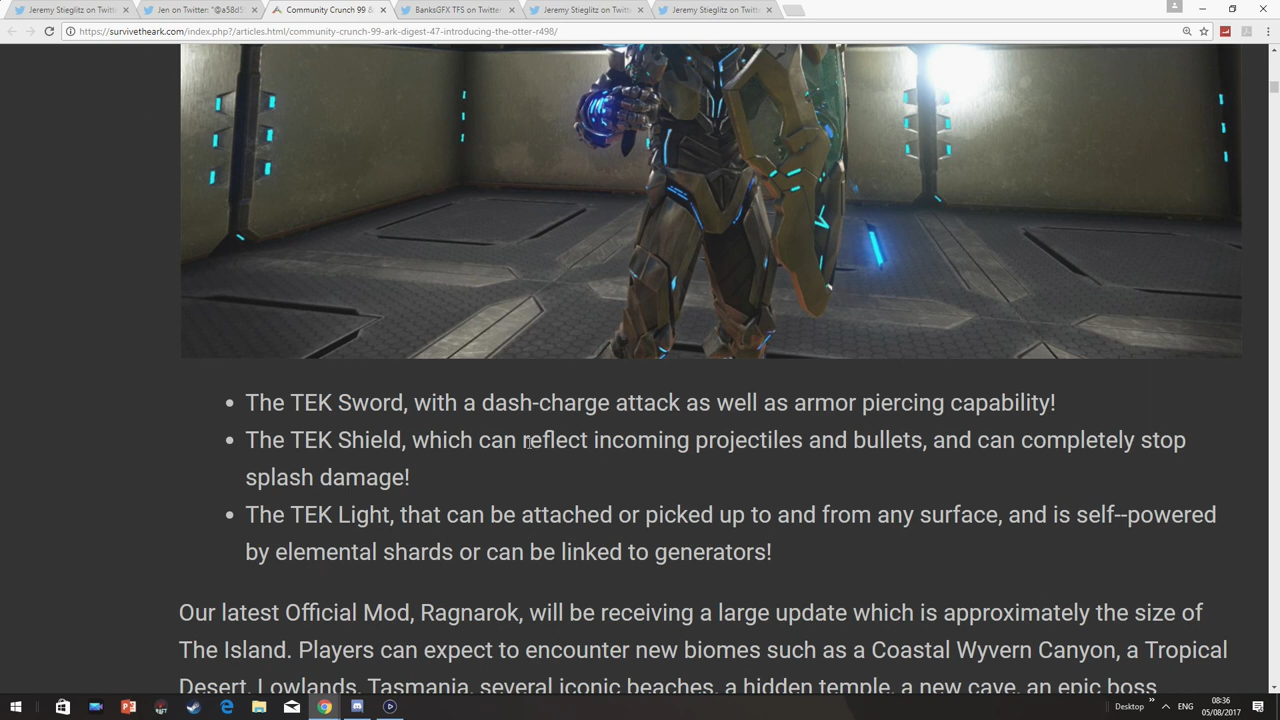 Jeremy Stieglitz on Twitt
Jen on Twitter: "@a58d5
Community Crunch 99 &
BanksGFX TFS on Twitter
Jeremy Stieglitz on Twitt
Jeremy Stieglitz on Twitt
https://survivetheark.com/index.php?/articles.html/community-crunch-99-ark-digest-47-introducing-the-otter-r498/
• The TEK Sword, with a dash-charge attack as well as armor piercing capability!
• The TEK Shield, which can reflect incoming projectiles and bullets, and can completely stop
splash damage!
• The TEK Light, that can be attached or picked up to and from any surface, and is self--powered
by elemental shards or can be linked to generators!
Our latest Official Mod, Ragnarok, will be receiving a large update which is approximately the size of
The Island. Players can expect to encounter new biomes such as a Coastal Wyvern Canyon, a Tropical
Desert, Lowlands, Tasmania, several iconic beaches, a hidden temple, a new cave, an epic boss
Desktop
ENG
08:36
05/08/2017